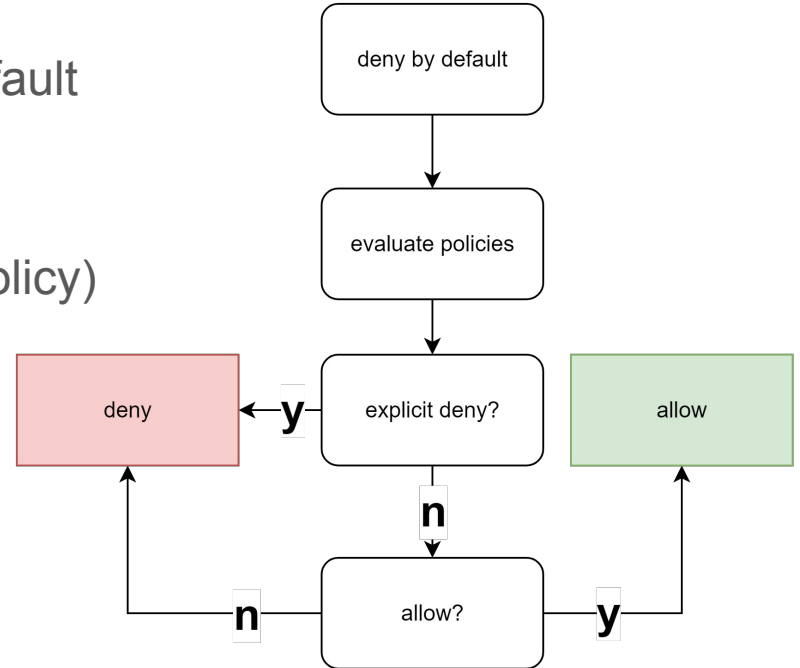 fault
olicy)
deny by default
evaluate policies
deny
y
explicit deny?
allow
n
n
allow?
y